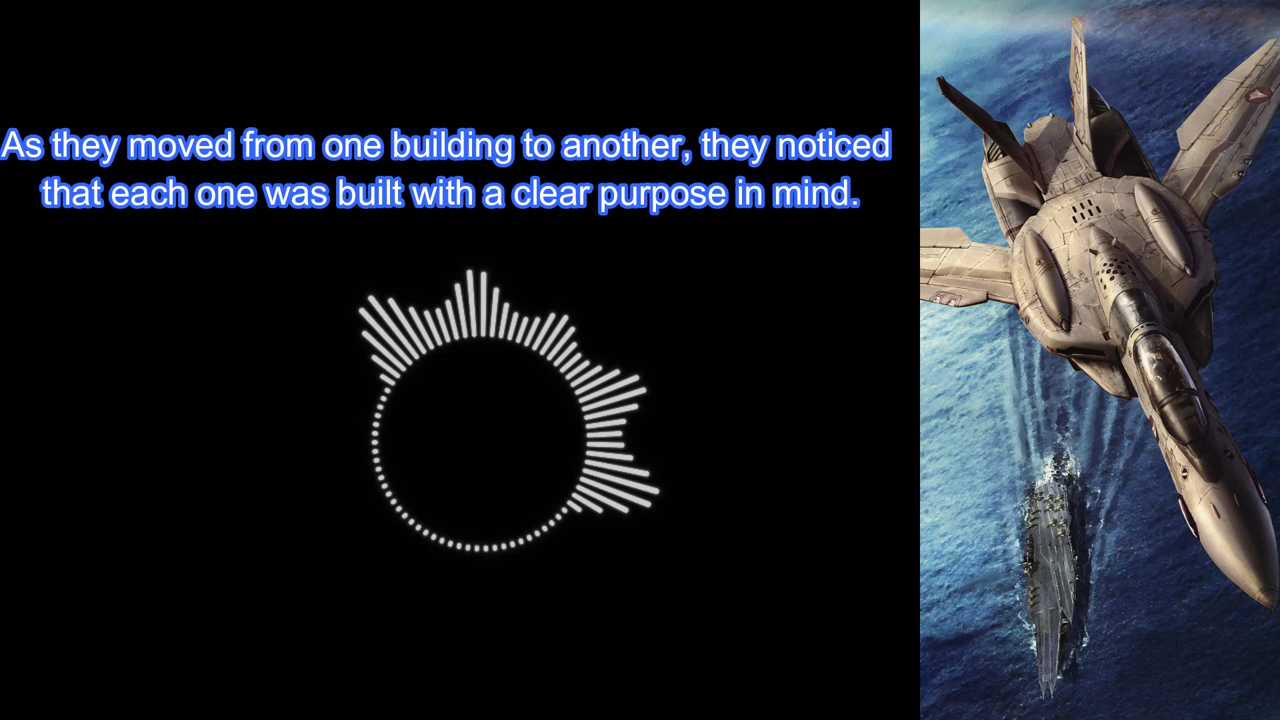 As they moved from one building to another, they noticed
that each one was built with a clear purpose in mind.